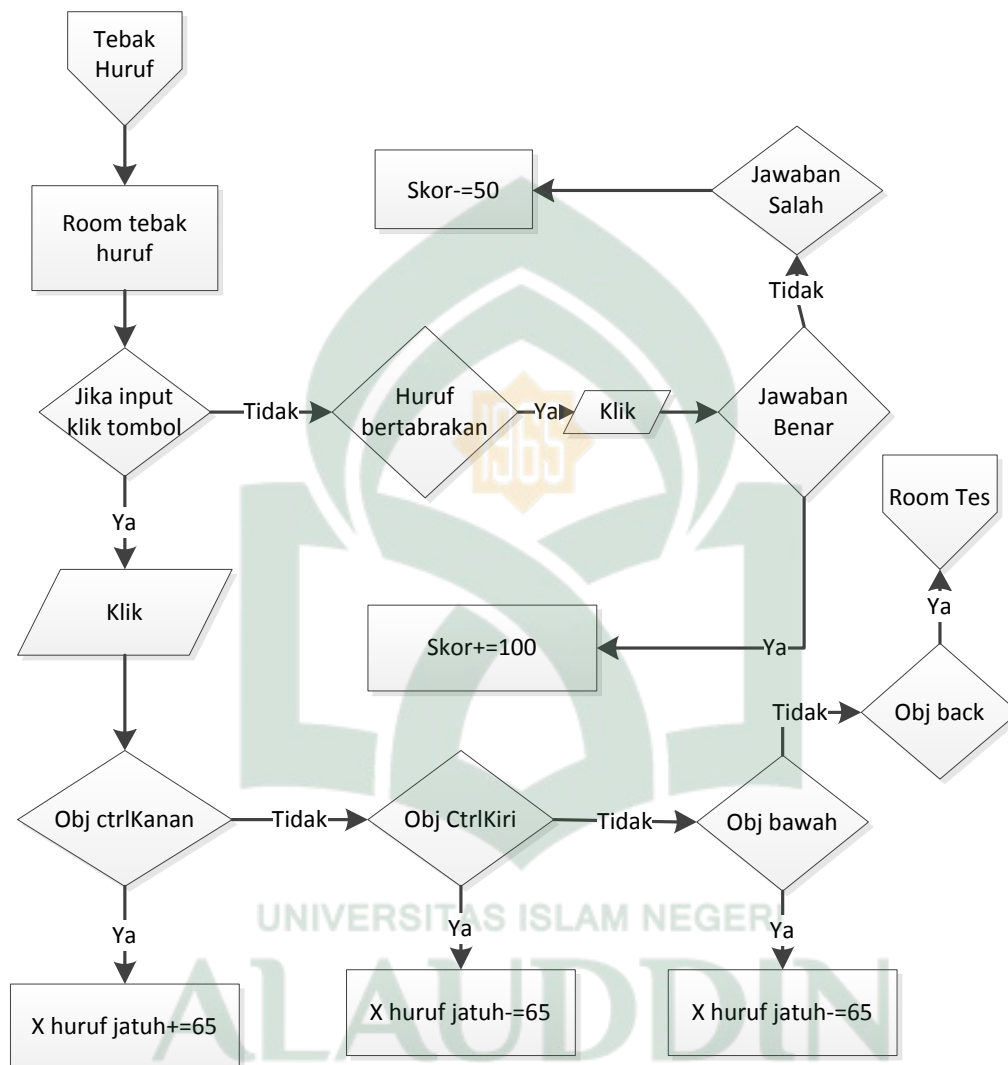 Tebak
Huruf
Room tebak
huruf
Skor-=50
Jawaban
Salah
Tidak
Jika input
klik tombol
Tidak
Huruf
bertabrakan
Ya
Klik
Jawaban
Benar
1965
Room Tes
Ya
Klik
Skor+=100
Ya
Ya
Tidak
Obj back
Obj ctrlKanan
Tidak
Obj CtrlKiri
Tidak
Obj bawah
UNIVERSITAS ISLAM NEGERI
Ya
Ya
Ya
ALAUDDIN
X huruf jatuh+=65
X huruf jatuh-=65
X huruf jatuh-=65